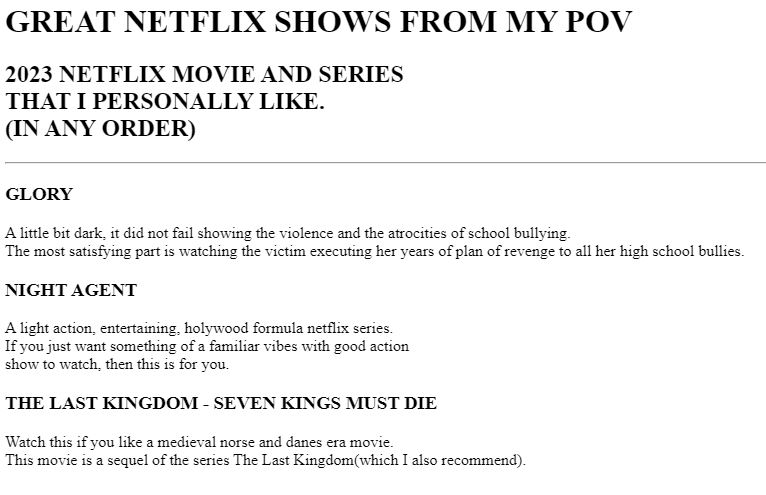 GREAT NETFLIX SHOWS FROM MY POV
2023 NETFLIX MOVIE AND SERIES
THAT I PERSONALLY LIKE.
(IN ANY ORDER)
GLORY
A little bit dark, it did not fail showing the violence and the atrocities of school bullying.
The most satisfying part is watching the victim executing her years of plan of revenge to all her high school bullies.
NIGHT AGENT
A light action, entertaining, holywood formula netflix series.
If you just want something of a familiar vibes with good action
show to watch, then this is for you.
THE LAST KINGDOM - SEVEN KINGS MUST DIE
Watch this if you like a medieval norse and danes era movie.
This movie is a sequel of the series The Last Kingdom(which I also recommend).